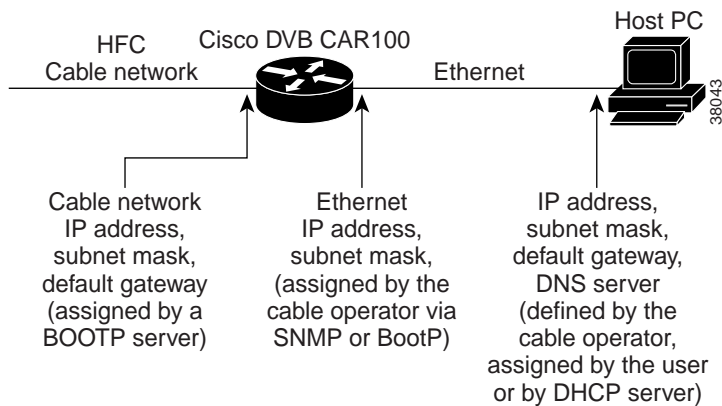 Host PC
HFC
Cable network
Cisco DVB CAR100
Ethernet
38043
Cable network
IP address,
subnet mask,
default gateway
(assigned by a
BOOTP server)
Ethernet
IP address,
subnet mask,
(assigned by the
cable operator via
SNMP or BootP)
IP address,
subnet mask,
default gateway,
DNS server
(defined by the
cable operator,
assigned by the user
or by DHCP server)